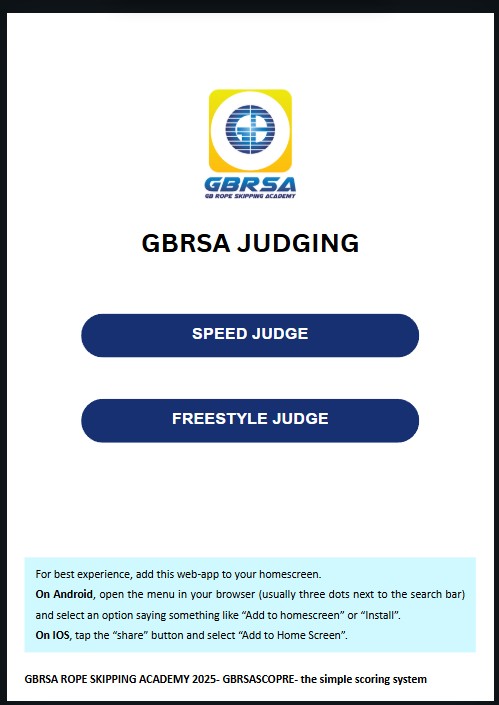 GBRSA
GB ROPE SKIPPING ACADEMY
GBRSA JUDGING
SPEED JUDGE
FREESTYLE JUDGE
For best experience, add this web-app to your homescreen.
On Android, open the menu in your browser (usually three dots next to the search bar)
and select an option saying something like “Add to homescreen” or “Install”.
On IOS, tap the “share” button and select “Add to Home Screen”.
GBRSA ROPE SKIPPING ACADEMY 2025- GBRSASCOPRE- the simple scoring system